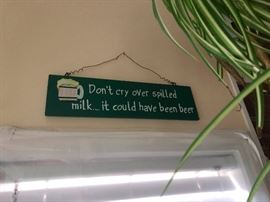 Don't cry over spilled
milk... it could have been beer